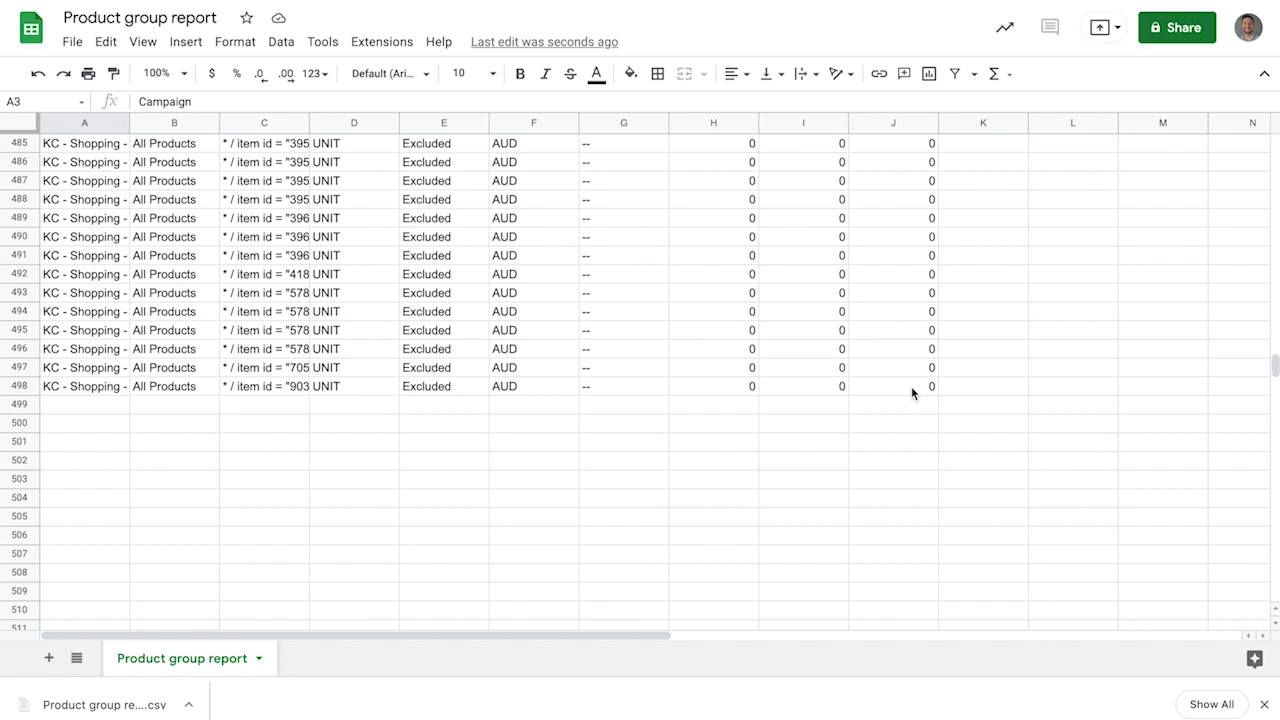 Product group report
File Edit View Insert Format Data Tools Extensions Help Last edit was seconds ago
Share
100% $ % .0 .00 123 Default (Ari... 10 B I S A Σ
A3 fx Campaign
A B C D E F G H I J K L M N
485 KC - Shopping - All Products * / item id = "395 UNIT Excluded AUD -- 0 0 0
486 KC - Shopping - All Products * / item id = "395 UNIT Excluded AUD -- 0 0 0
487 KC - Shopping - All Products * / item id = "395 UNIT Excluded AUD -- 0 0 0
488 KC - Shopping - All Products * / item id = "395 UNIT Excluded AUD -- 0 0 0
489 KC - Shopping - All Products * / item id = "396 UNIT Excluded AUD -- 0 0 0
490 KC - Shopping - All Products * / item id = "396 UNIT Excluded AUD -- 0 0 0
491 KC - Shopping - All Products * / item id = "396 UNIT Excluded AUD -- 0 0 0
492 KC - Shopping - All Products * / item id = "418 UNIT Excluded AUD -- 0 0 0
493 KC - Shopping - All Products * / item id = "578 UNIT Excluded AUD -- 0 0 0
494 KC - Shopping - All Products * / item id = "578 UNIT Excluded AUD -- 0 0 0
495 KC - Shopping - All Products * / item id = "578 UNIT Excluded AUD -- 0 0 0
496 KC - Shopping - All Products * / item id = "578 UNIT Excluded AUD -- 0 0 0
497 KC - Shopping - All Products * / item id = "705 UNIT Excluded AUD -- 0 0 0
498 KC - Shopping - All Products * / item id = "903 UNIT Excluded AUD -- 0 0 0
499
500
501
502
503
504
505
506
507
508
509
510
511
Product group report
Product group re....csv Show All